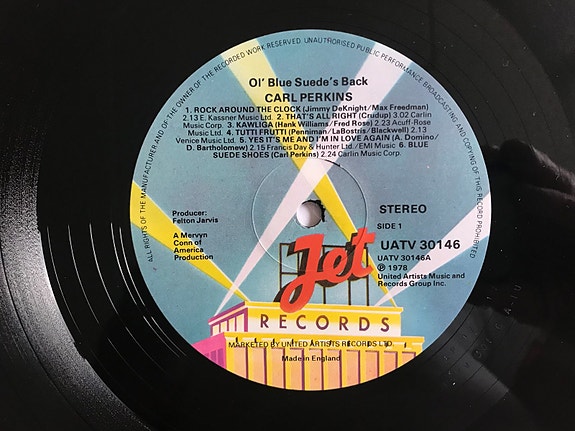 ALL RIGHTS OF THE MANUFACTURER AND OF THE OWNER OF THE RECORDED WORK RESERVED UNAUTHORISED PUBLIC PERFORMANCE BROADCASTING AND COPYING OF THIS RECORD PROHIBITED
Ol' Blue Suede's Back
CARL PERKINS
1. ROCK AROUND THE CLOCK (Jimmy DeKnight/Max Freedman)
2.13 E. Kassner Music Ltd. 2. THAT'S ALL RIGHT (Crudup) 3.02 Carlin
Music Corp. 3. KAWLIGA (Hank Williams/Fred Rose) 2.23 Acuff-Rose
Music Ltd. 4. TUTTI FRUTTI (Penniman/LaBostris/Blackwell) 2.13
Venice Music Ltd. 5. YES IT'S ME AND I'M IN LOVE AGAIN (A. Domino/
D. Bartholomew) 2.15 Francis Day & Hunter Ltd./EMI Music 6. BLUE
SUEDE SHOES (Carl Perkins) 2.24 Carlin Music Corp.
Producer:
Felton Jarvis
A Mervyn
Conn of
America
Production
STEREO
SIDE 1
UATV 30146
UATV 30146A
℗ 1978
United Artists Music and
Records Group Inc.
Jet
RECORDS
MARKETED BY UNITED ARTISTS RECORDS LTD.
Made in England